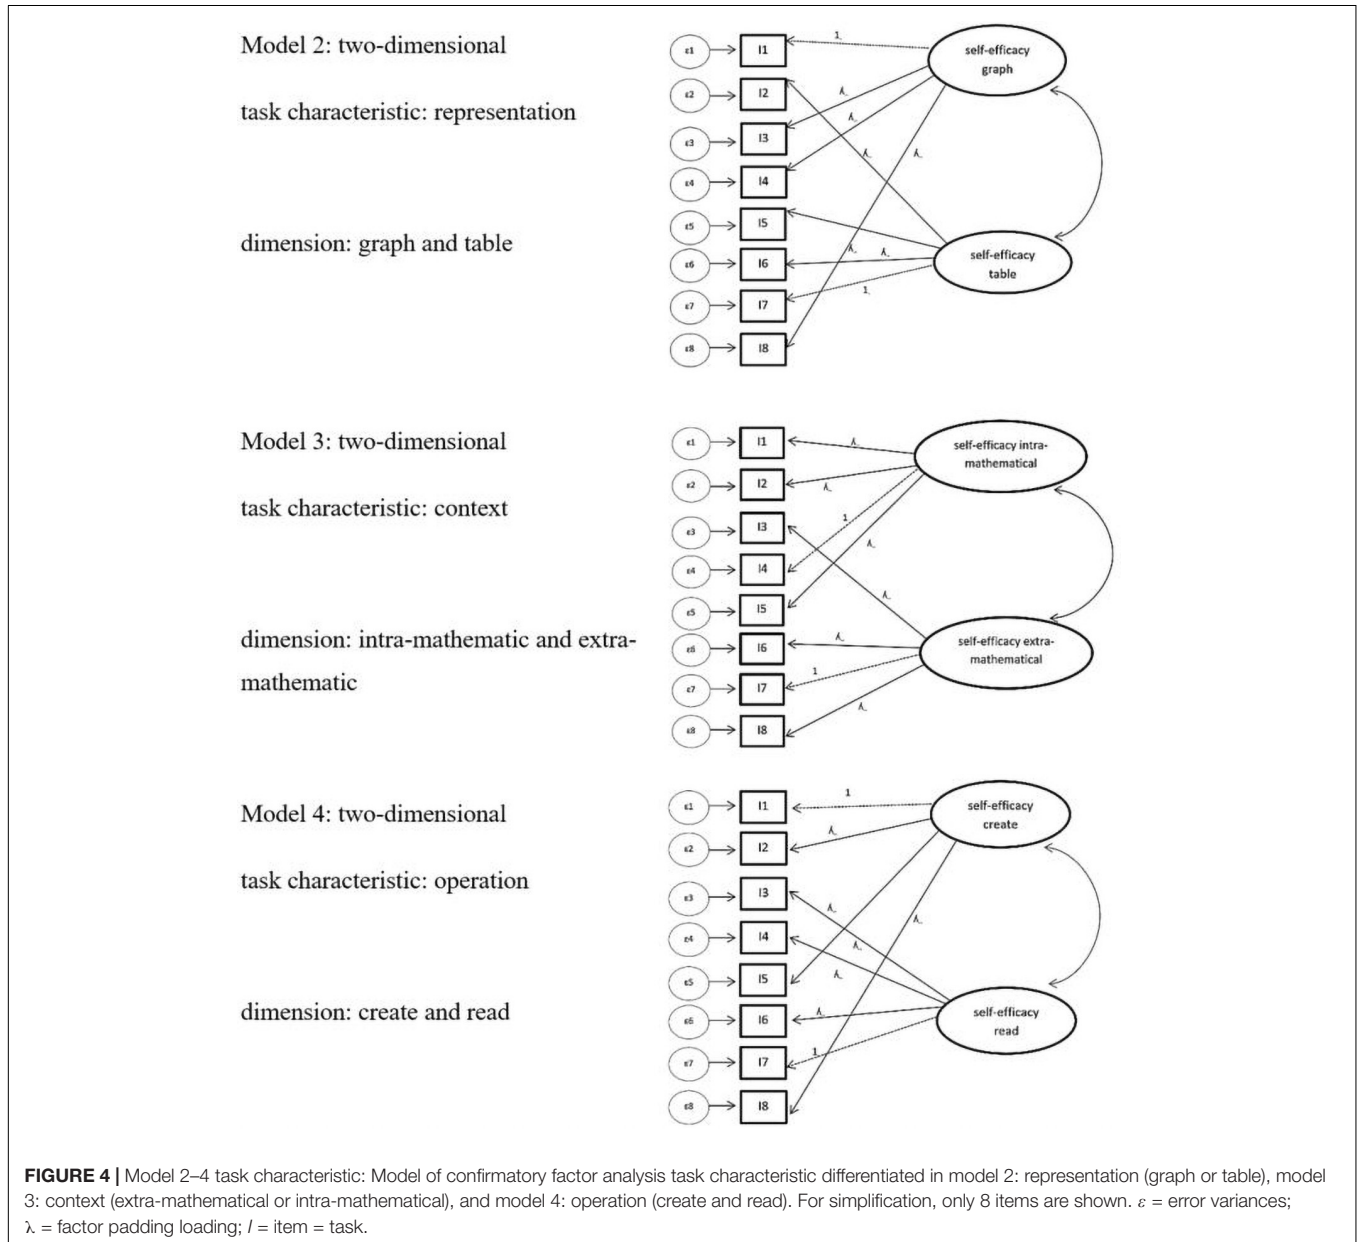 Model 2: two-dimensional
task characteristic: representation
dimension: graph and table
ε1 I1
ε2 I2
ε3 I3
ε4 I4
ε5 I5
ε6 I6
ε7 I7
ε8 I8
1
λ
λ
λ
λ
λ
λ
1
self-efficacy
graph
self-efficacy
table
Model 3: two-dimensional
task characteristic: context
dimension: intra-mathematic and extra-
mathematic
ε1 I1
ε2 I2
ε3 I3
ε4 I4
ε5 I5
ε6 I6
ε7 I7
ε8 I8
λ
λ
1
λ
λ
λ
1
λ
self-efficacy intra-
mathematical
self-efficacy extra-
mathematical
Model 4: two-dimensional
task characteristic: operation
dimension: create and read
ε1 I1
ε2 I2
ε3 I3
ε4 I4
ε5 I5
ε6 I6
ε7 I7
ε8 I8
1
λ
λ
λ
λ
λ
λ
1
self-efficacy
create
self-efficacy
read
FIGURE 4 | Model 2–4 task characteristic: Model of confirmatory factor analysis task characteristic differentiated in model 2: representation (graph or table), model
3: context (extra-mathematical or intra-mathematical), and model 4: operation (create and read). For simplification, only 8 items are shown. ε = error variances;
λ = factor padding loading; I = item = task.